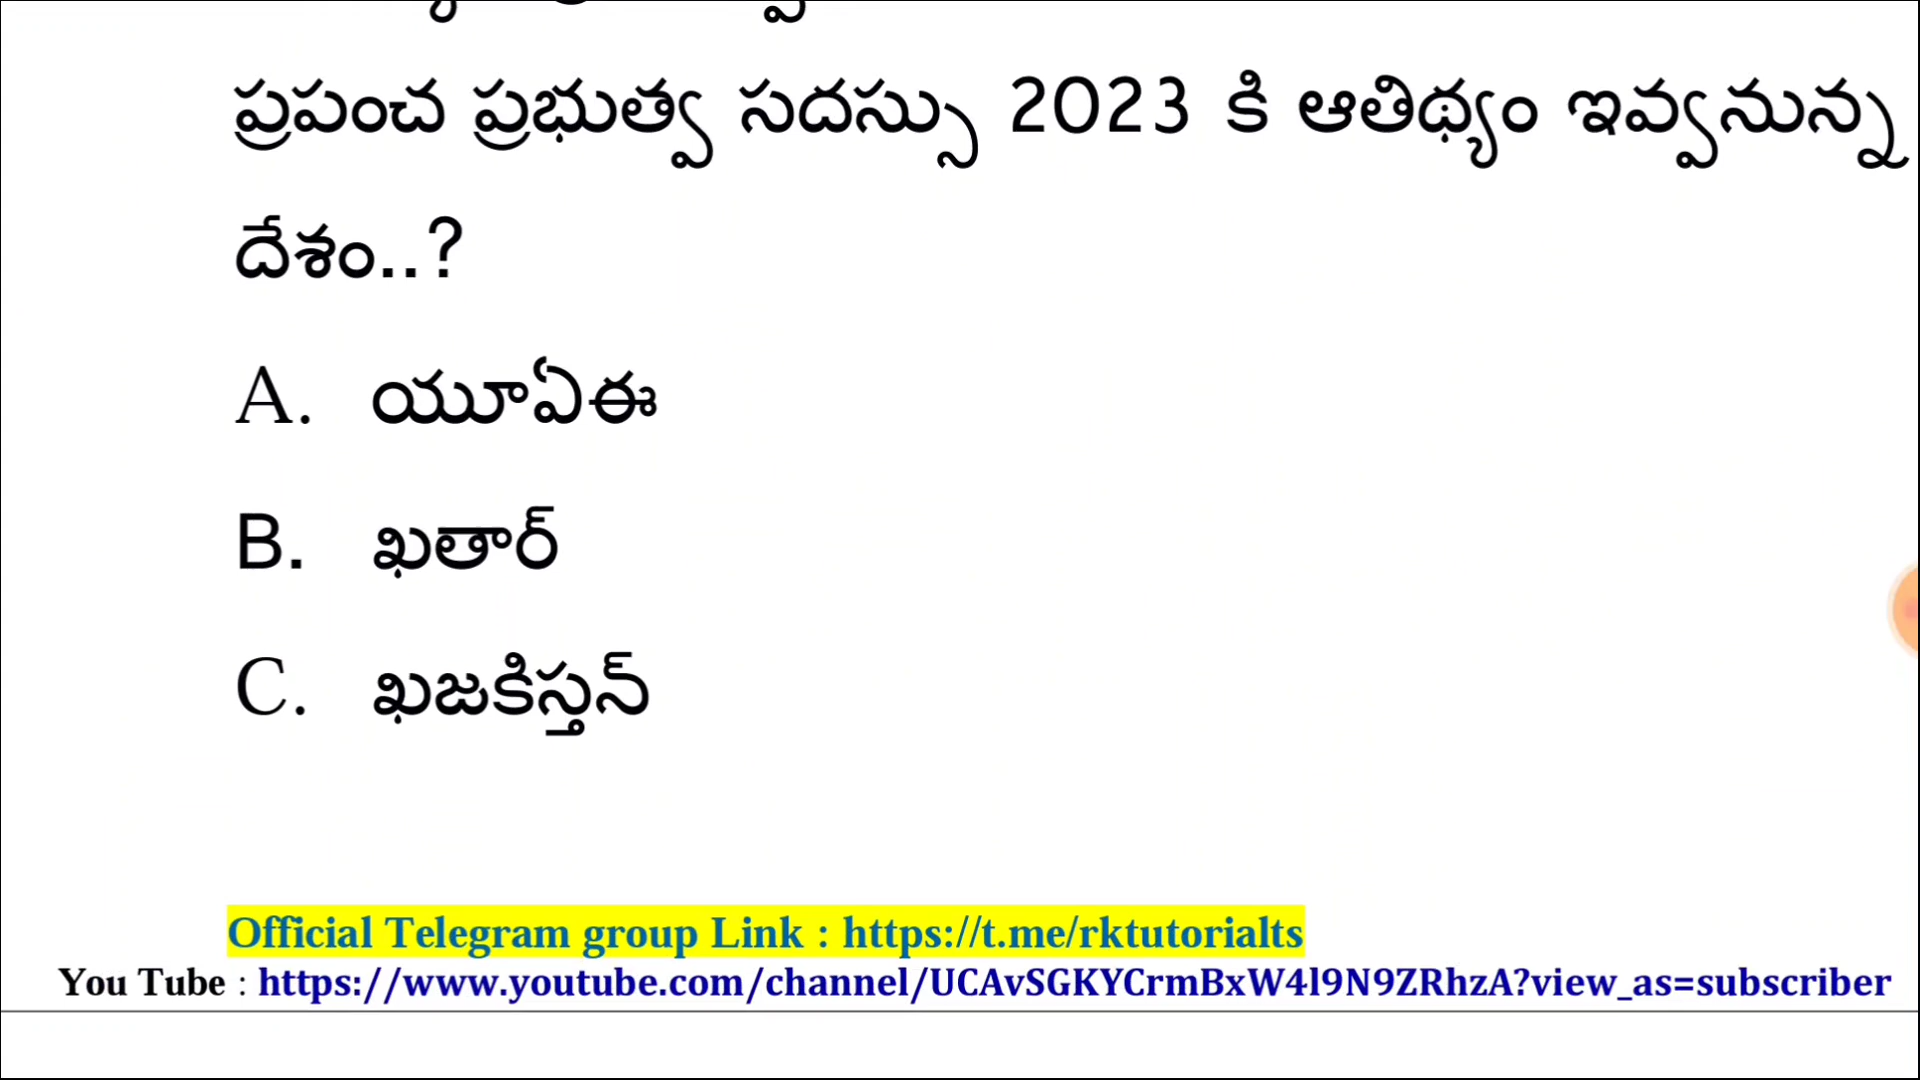 ప్రపంచ ప్రభుత్వ సదస్సు 2023 కి ఆతిథ్యం ఇవ్వనున్న
దేశం..?
A. యూఏఈ
B. ఖతార్
C. ఖజకిస్తన్
Official Telegram group Link : https://t.me/rktutorialts
You Tube : https://www.youtube.com/channel/UCAvSGKYCrmBxW4l9N9ZRhzA?view_as=subscriber